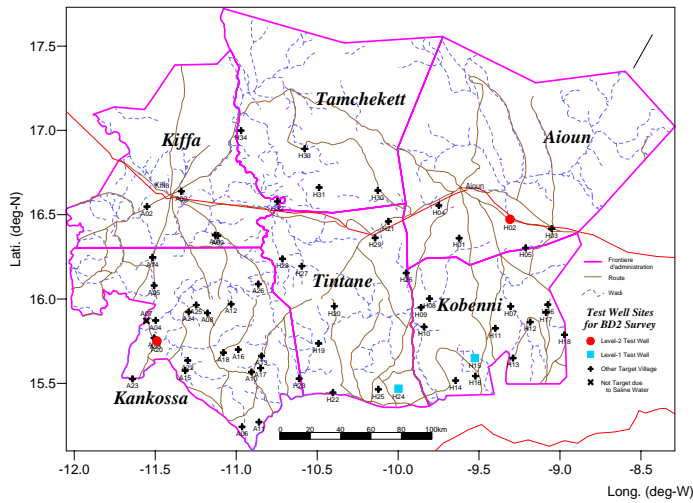 17.5
17.0
16.5
16.0
15.5
Lati. (deg-N)
-12.0
-11.5
-11.0
-10.5
-10.0
-9.5
-9.0
-8.5
Long. (deg-W)
Tamchekett
Kiffa
Aioun
Tintane
Kobenni
Kankossa
Kiffa
Aioun
H34
H33
H31
H30
A03
A02
H04
H02
H03
H21
H29
H01
H05
A14
H28
H27
H26
A05
A26
A07
A04
A24
A25
A08
A12
H20
H09
H08
H10
H07
H06
H17
H12
H11
H18
A20
H19
A18
A16
A15
A10
A17
A23
H23
H22
H25
H24
H14
H16
H15
H13
A06
A11
0 20 40 60 80 100km
Frontiere
d'administration
Route
Wadi
Test Well Sites
for BD2 Survey
Level-2 Test Well
Level-1 Test Well
Other Target Village
Not Target due
to Saline Water